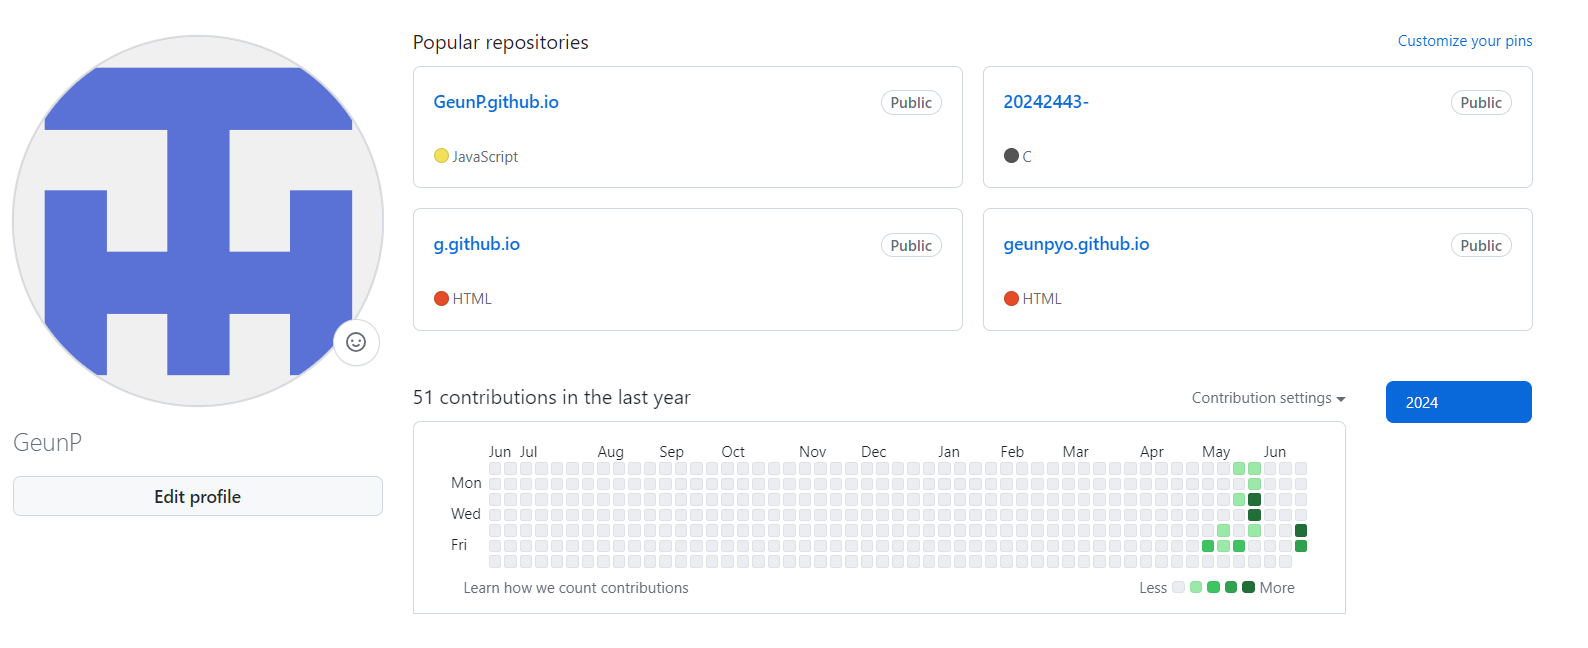 Popular repositories
Customize your pins
GeunP.github.io Public
JavaScript
20242443- Public
C
g.github.io Public
HTML
geunpyo.github.io Public
HTML
GeunP
Edit profile
51 contributions in the last year
Contribution settings
2024
Jun Jul Aug Sep Oct Nov Dec Jan Feb Mar Apr May Jun
Mon
Wed
Fri
Learn how we count contributions
Less More